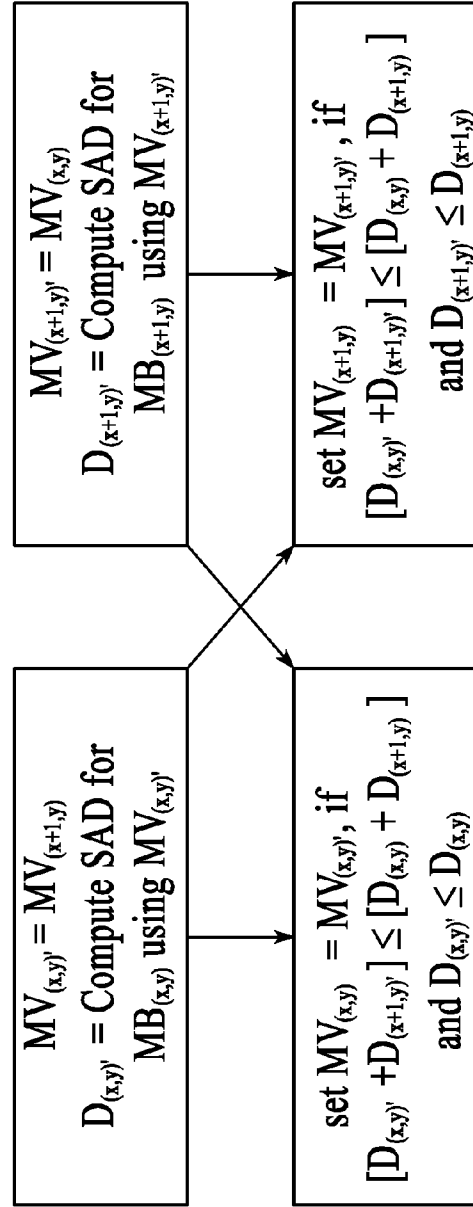 MV(x,y)' = MV(x+1,y)
D(x,y)' = Compute SAD for
MB(x,y) using MV(x,y)'
MV(x+1,y)' = MV(x,y)
D(x+1,y)' = Compute SAD for
MB(x+1,y) using MV(x+1,y)'
set MV(x,y) = MV(x,y)', if
[D(x,y)' +D(x+1,y)'] ≤ [D(x,y) + D(x+1,y)]
and D(x,y)' ≤ D(x,y)
set MV(x+1,y) = MV(x+1,y)' , if
[D(x,y)' +D(x+1,y)'] ≤ [D(x,y) + D(x+1,y)]
and D(x+1,y)' ≤ D(x+1,y)